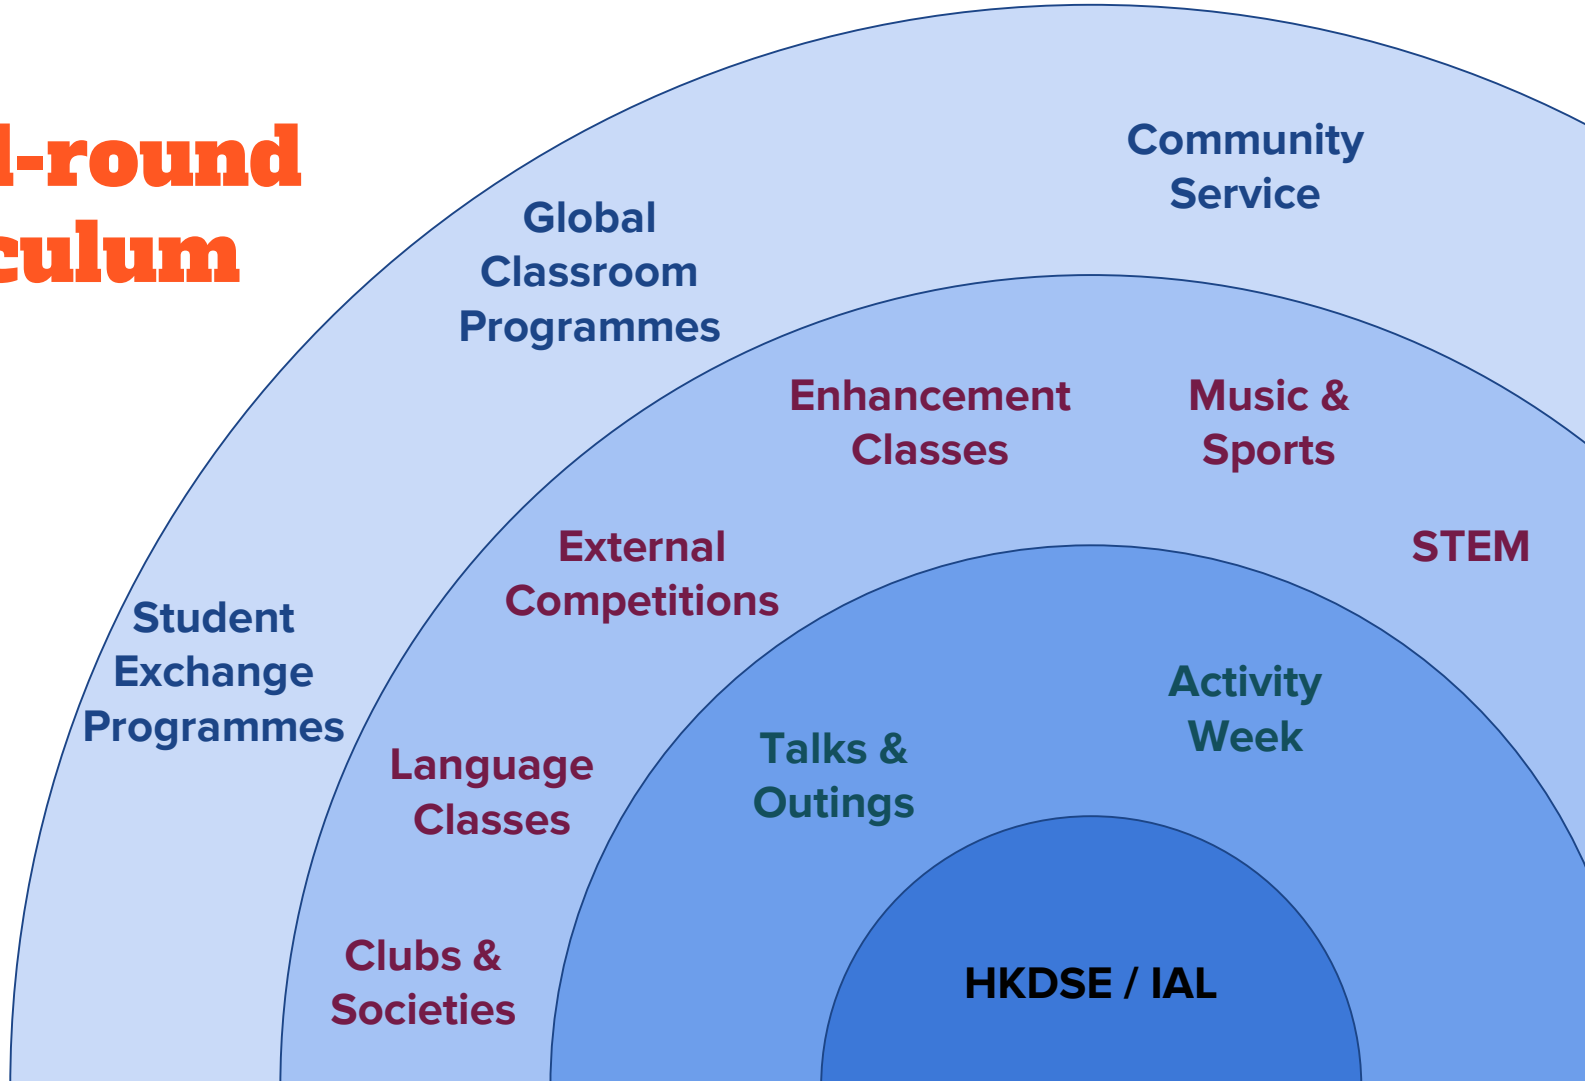 l-round
culum
Community
Service
Global
Classroom
Programmes
Enhancement
Classes
Music &
Sports
External
Competitions
STEM
Student
Exchange
Programmes
Activity
Week
Talks &
Outings
Language
Classes
Clubs &
Societies
HKDSE / IAL